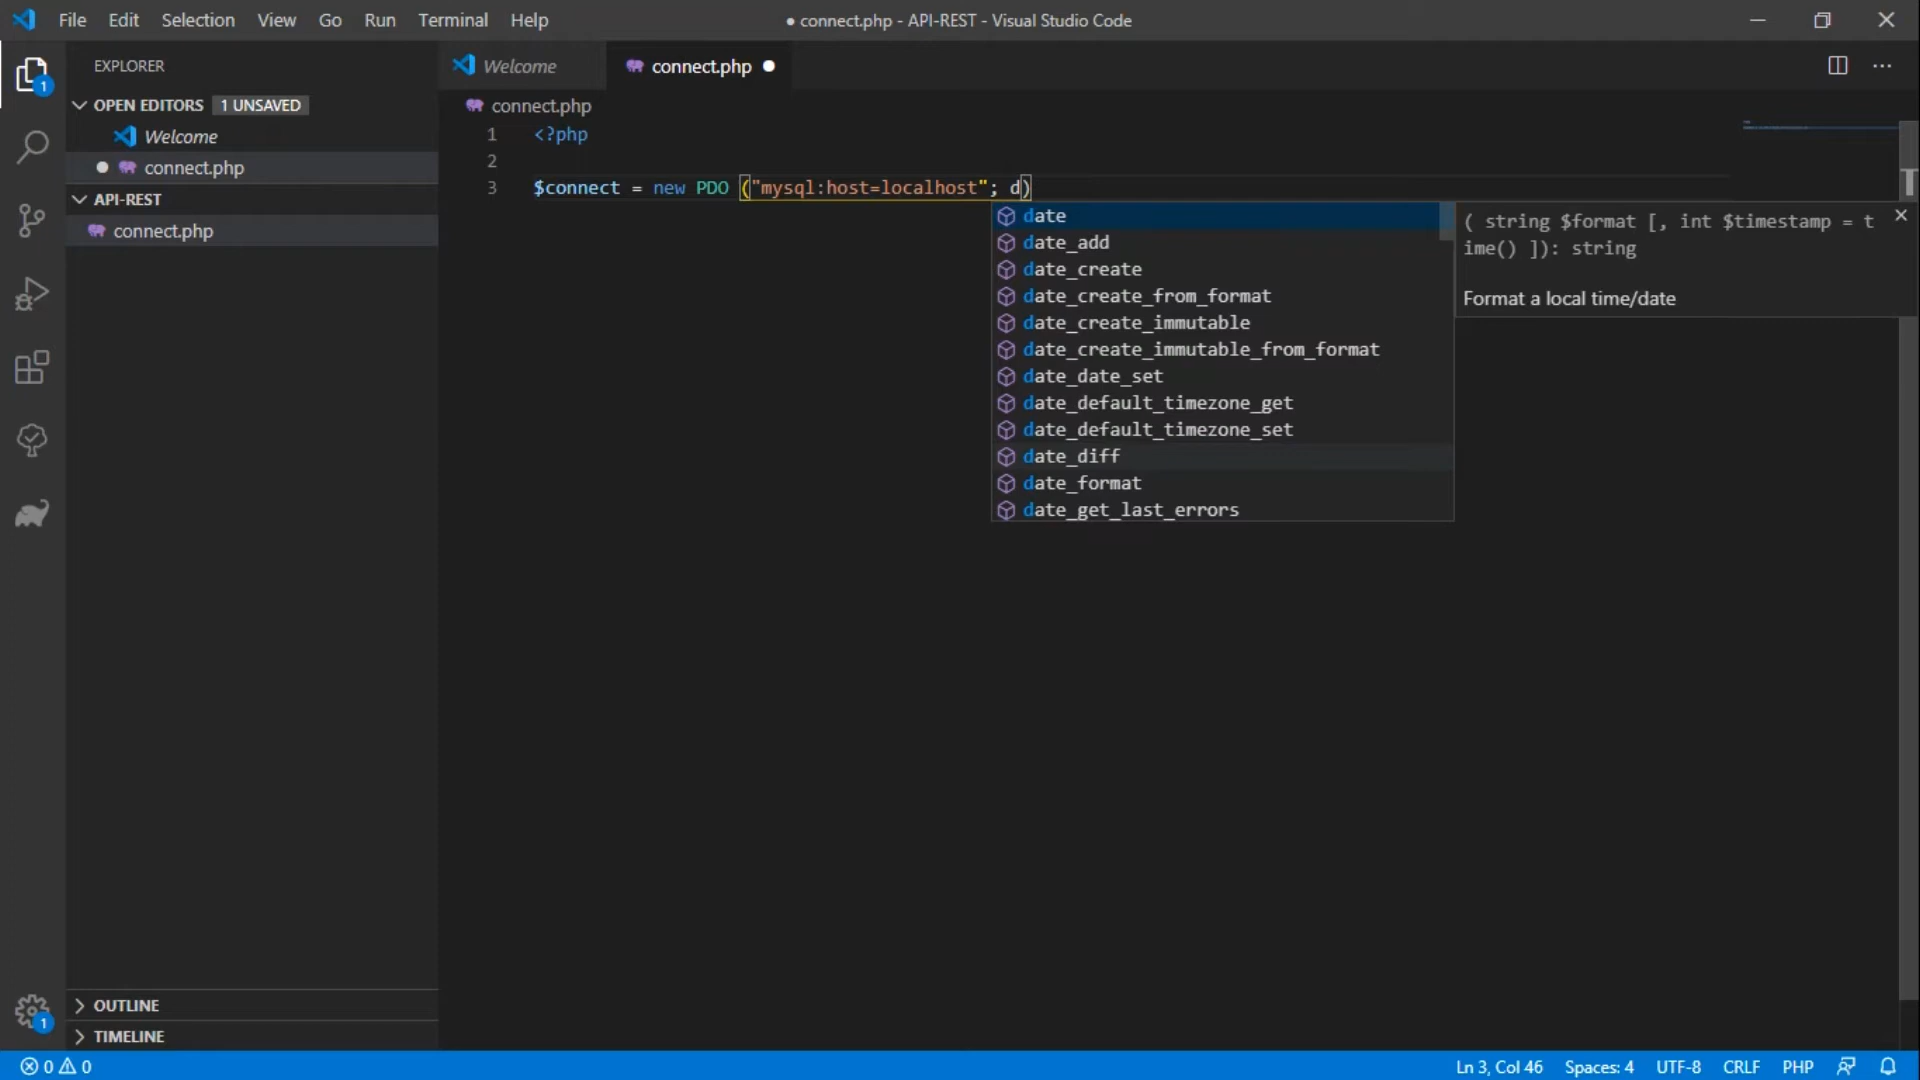 File Edit Selection View Go Run Terminal Help
● connect.php - API-REST - Visual Studio Code
EXPLORER
OPEN EDITORS 1 UNSAVED
Welcome
connect.php
API-REST
connect.php
OUTLINE
TIMELINE
1
1
Welcome
connect.php
connect.php
1 <?php
2
3 $connect = new PDO ("mysql:host=localhost"; d)
date
date_add
date_create
date_create_from_format
date_create_immutable
date_create_immutable_from_format
date_date_set
date_default_timezone_get
date_default_timezone_set
date_diff
date_format
date_get_last_errors
( string $format [, int $timestamp = t
ime() ]): string
Format a local time/date
0 0
Ln 3, Col 46 Spaces: 4 UTF-8 CRLF PHP